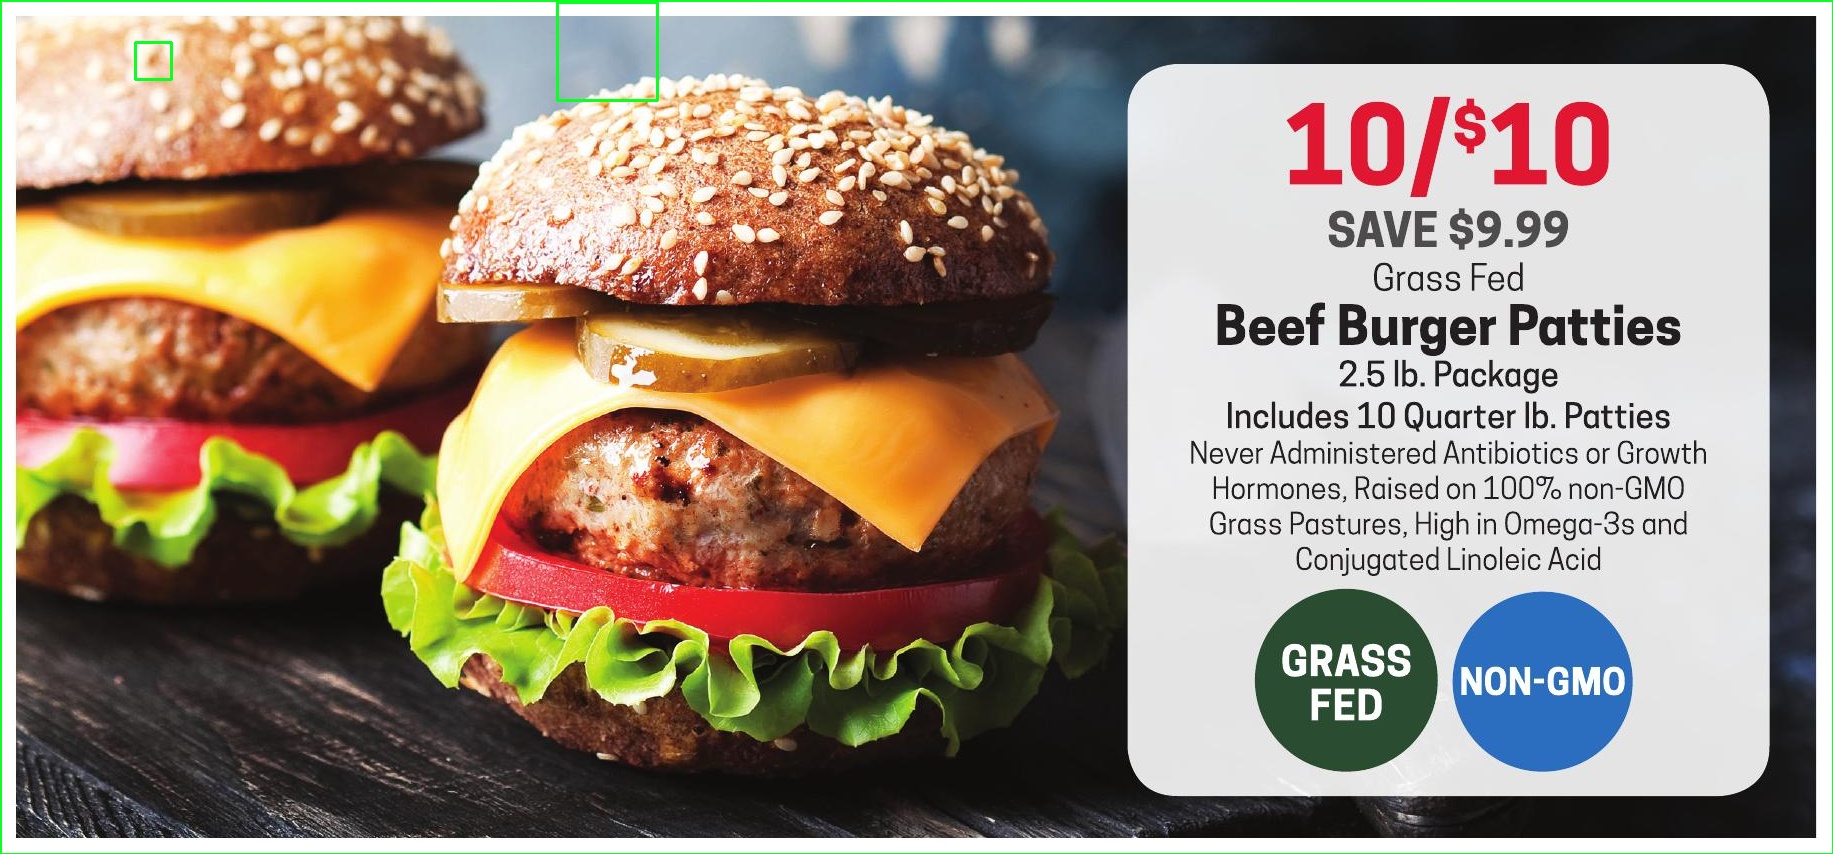 10/$10
SAVE $9.99
Grass Fed
Beef Burger Patties
2.5 lb. Package
Includes 10 Quarter lb. Patties
Never Administered Antibiotics or Growth
Hormones, Raised on 100% non-GMO
Grass Pastures, High in Omega-3s and
Conjugated Linoleic Acid
GRASS
FED
NON-GMO